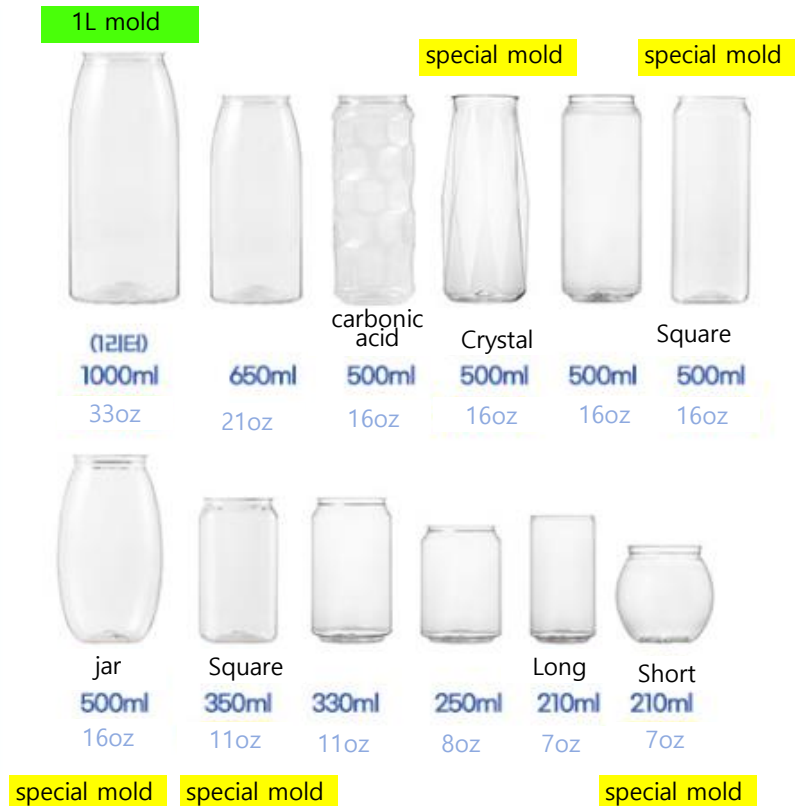 1L mold
special mold special mold
carbonic
acid Crystal Square
(1리터)
1000ml 650ml 500ml 500ml 500ml 500ml
33oz 21oz 16oz 16oz 16oz 16oz
jar Square Long Short
500ml 350ml 330ml 250ml 210ml 210ml
16oz 11oz 11oz 8oz 7oz 7oz
special mold special mold special mold